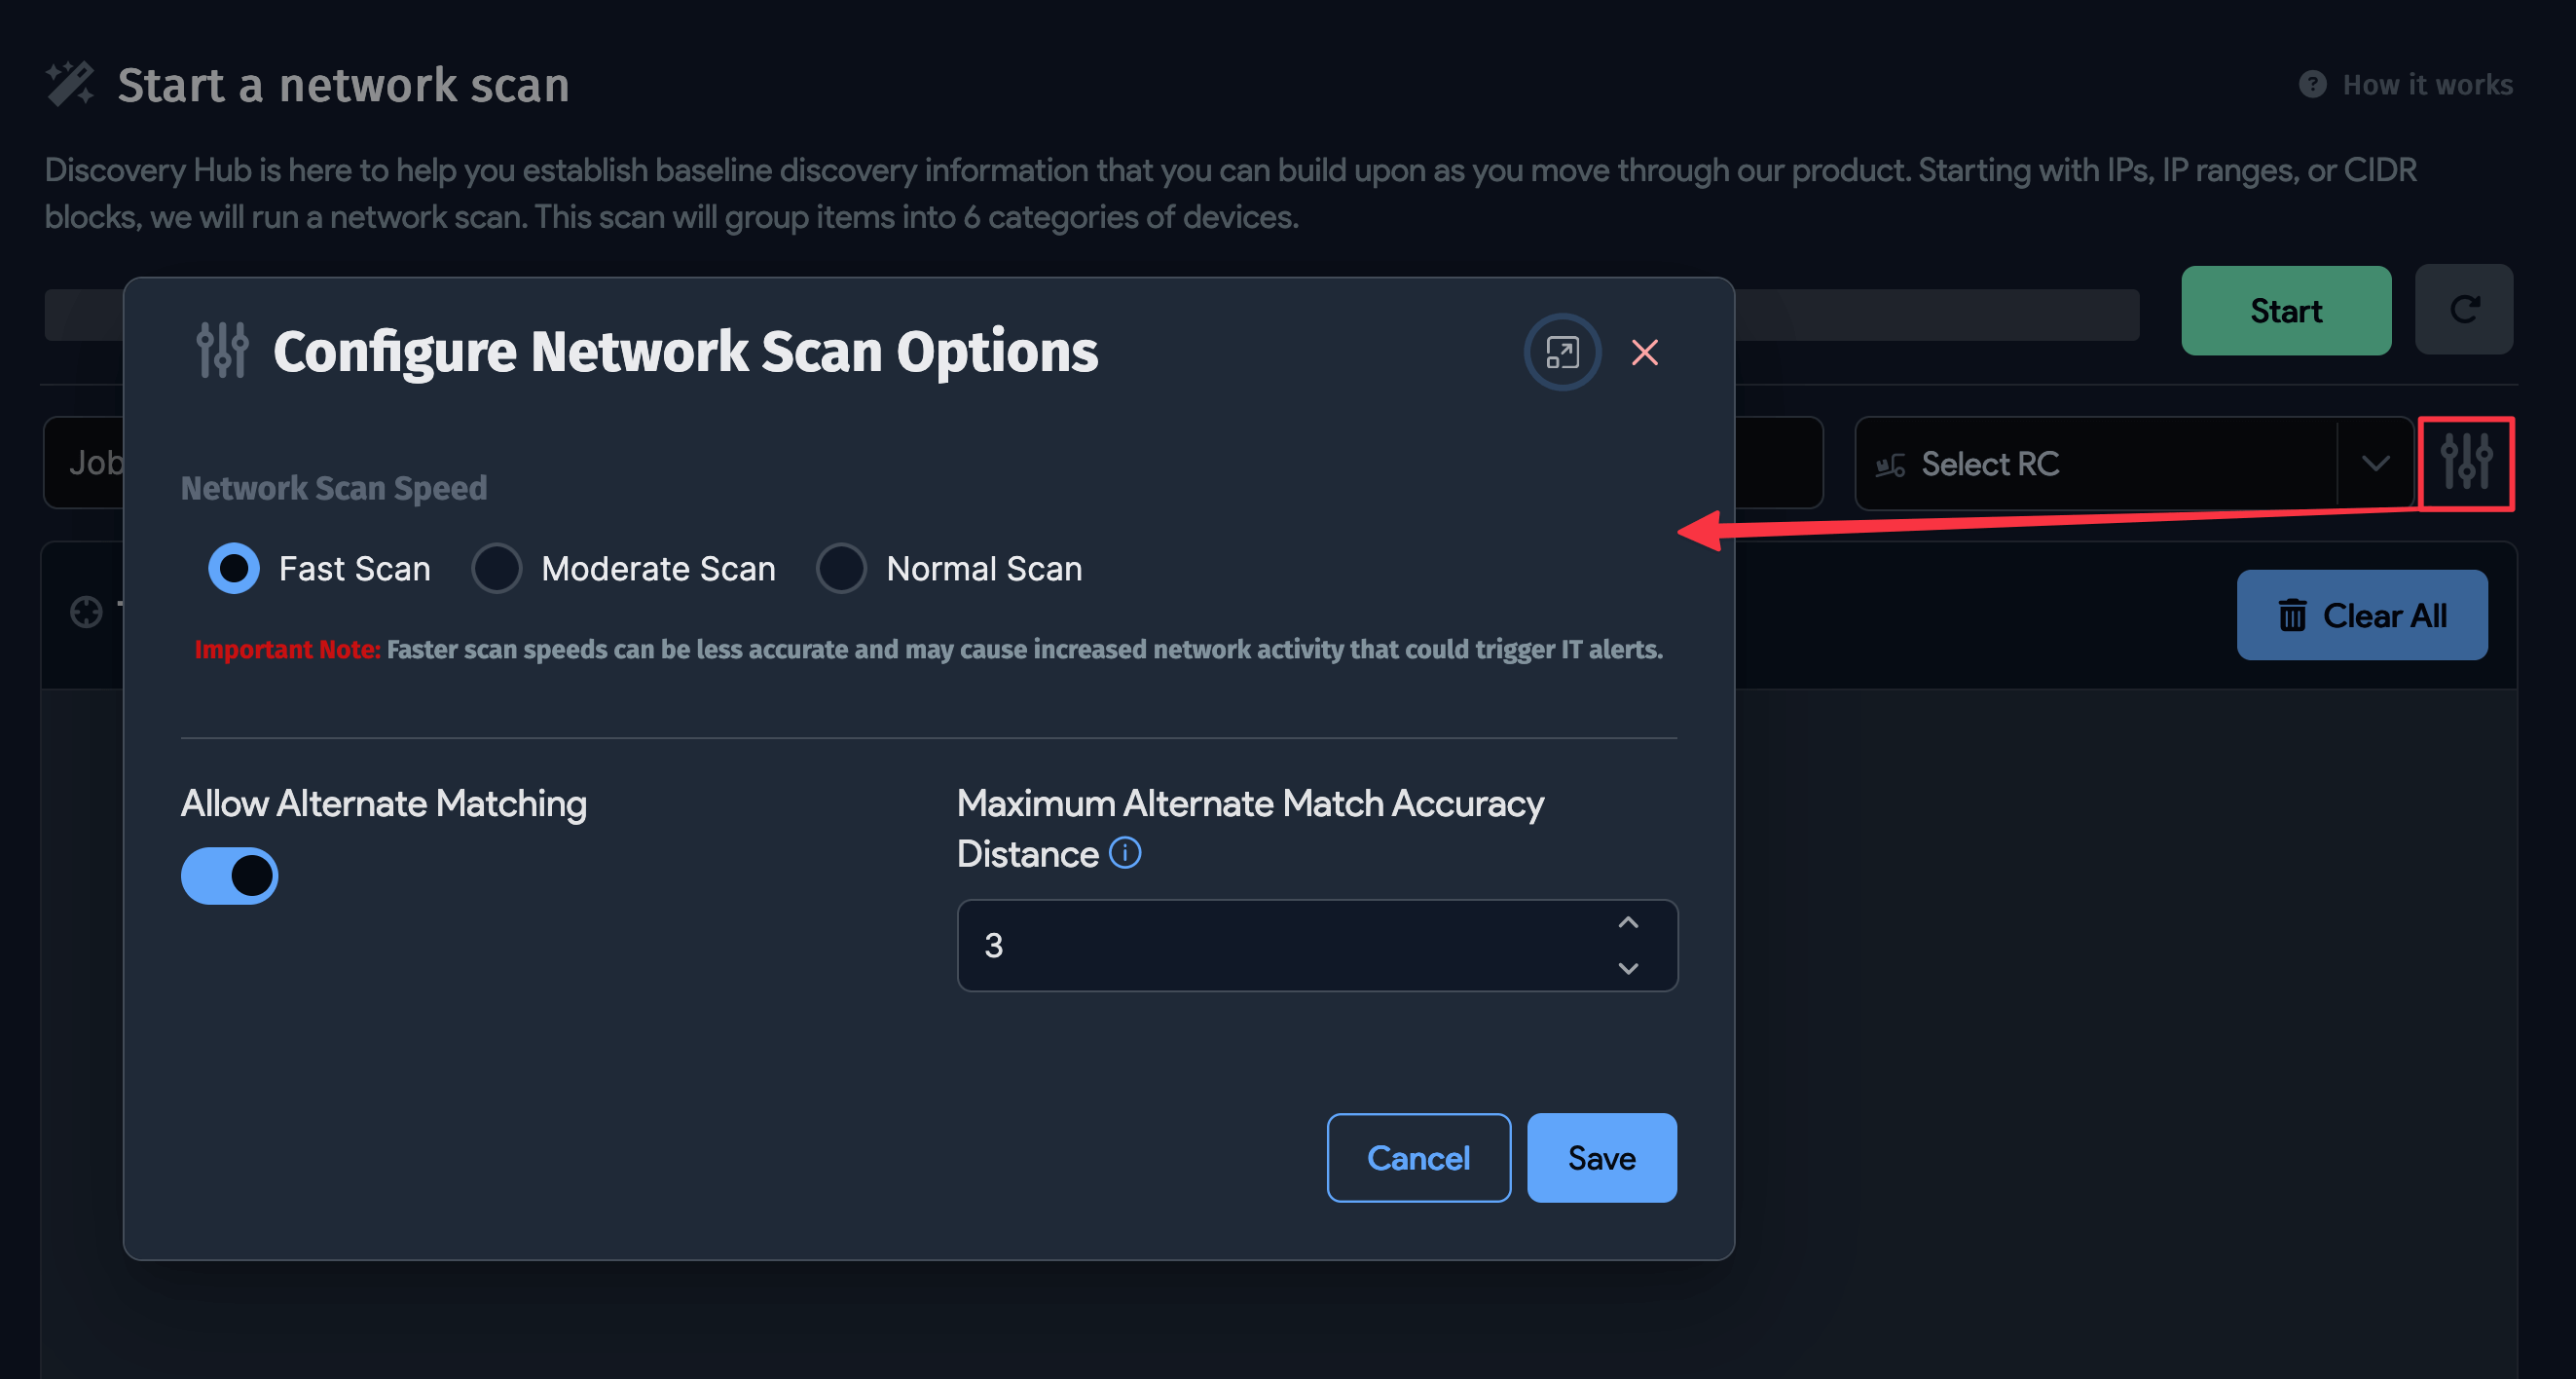 Start a network scan
How it works
Discovery Hub is here to help you establish baseline discovery information that you can build upon as you move through our product. Starting with IPs, IP ranges, or CIDR
blocks, we will run a network scan. This scan will group items into 6 categories of devices.
Start
Configure Network Scan Options
Job
Select RC
Network Scan Speed
Fast Scan
Moderate Scan
Normal Scan
Clear All
Important Note: Faster scan speeds can be less accurate and may cause increased network activity that could trigger IT alerts.
Allow Alternate Matching
Maximum Alternate Match Accuracy
Distance
3
Cancel
Save